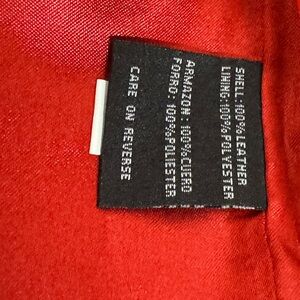 SHELL:100%LEATHER
LINING:100%POLYESTER
ARMAZON:100%CUERO
FORRO:100%POLIESTER
CARE ON REVERSE